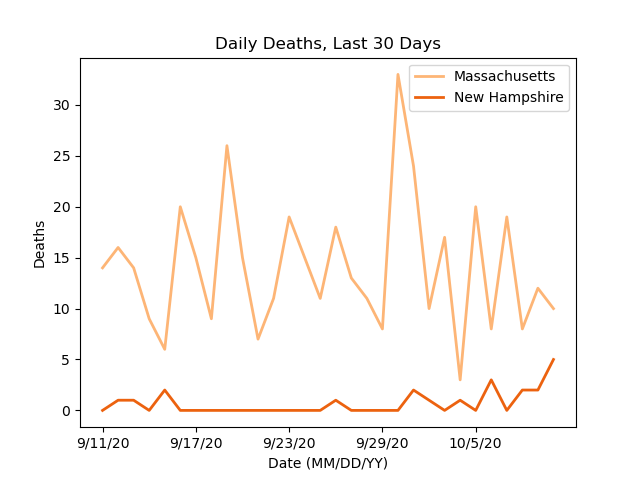 Daily Deaths, Last 30 Days
Massachusetts
New Hampshire
30
25
20
15
10
5
0
Deaths
9/11/20 9/17/20 9/23/20 9/29/20 10/5/20
Date (MM/DD/YY)